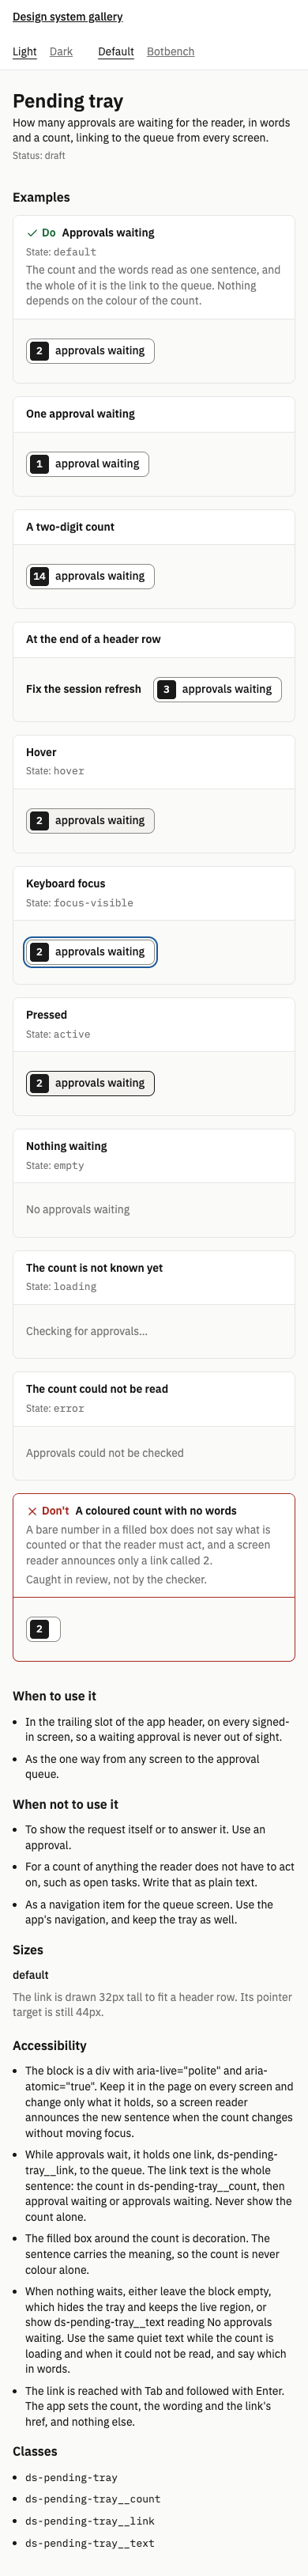 Design system gallery
Light Dark Default Botbench
Pending tray
How many approvals are waiting for the reader, in words
and a count, linking to the queue from every screen.
Status: draft
Examples
Do Approvals waiting
State: default
The count and the words read as one sentence, and
the whole of it is the link to the queue. Nothing
depends on the colour of the count.
2 approvals waiting
One approval waiting
1 approval waiting
A two-digit count
14 approvals waiting
At the end of a header row
Fix the session refresh 3 approvals waiting
Hover
State: hover
2 approvals waiting
Keyboard focus
State: focus-visible
2 approvals waiting
Pressed
State: active
2 approvals waiting
Nothing waiting
State: empty
No approvals waiting
The count is not known yet
State: loading
Checking for approvals...
The count could not be read
State: error
Approvals could not be checked
Don't A coloured count with no words
A bare number in a filled box does not say what is
counted or that the reader must act, and a screen
reader announces only a link called 2.
Caught in review, not by the checker.
2
When to use it
• In the trailing slot of the app header, on every signed-
in screen, so a waiting approval is never out of sight.
• As the one way from any screen to the approval
queue.
When not to use it
• To show the request itself or to answer it. Use an
approval.
• For a count of anything the reader does not have to act
on, such as open tasks. Write that as plain text.
• As a navigation item for the queue screen. Use the
app's navigation, and keep the tray as well.
Sizes
default
The link is drawn 32px tall to fit a header row. Its pointer
target is still 44px.
Accessibility
• The block is a div with aria-live="polite" and aria-
atomic="true". Keep it in the page on every screen and
change only what it holds, so a screen reader
announces the new sentence when the count changes
without moving focus.
• While approvals wait, it holds one link, ds-pending-
tray__link, to the queue. The link text is the whole
sentence: the count in ds-pending-tray__count, then
approval waiting or approvals waiting. Never show the
count alone.
• The filled box around the count is decoration. The
sentence carries the meaning, so the count is never
colour alone.
• When nothing waits, either leave the block empty,
which hides the tray and keeps the live region, or
show ds-pending-tray__text reading No approvals
waiting. Use the same quiet text while the count is
loading and when it could not be read, and say which
in words.
• The link is reached with Tab and followed with Enter.
The app sets the count, the wording and the link's
href, and nothing else.
Classes
• ds-pending-tray
• ds-pending-tray__count
• ds-pending-tray__link
• ds-pending-tray__text